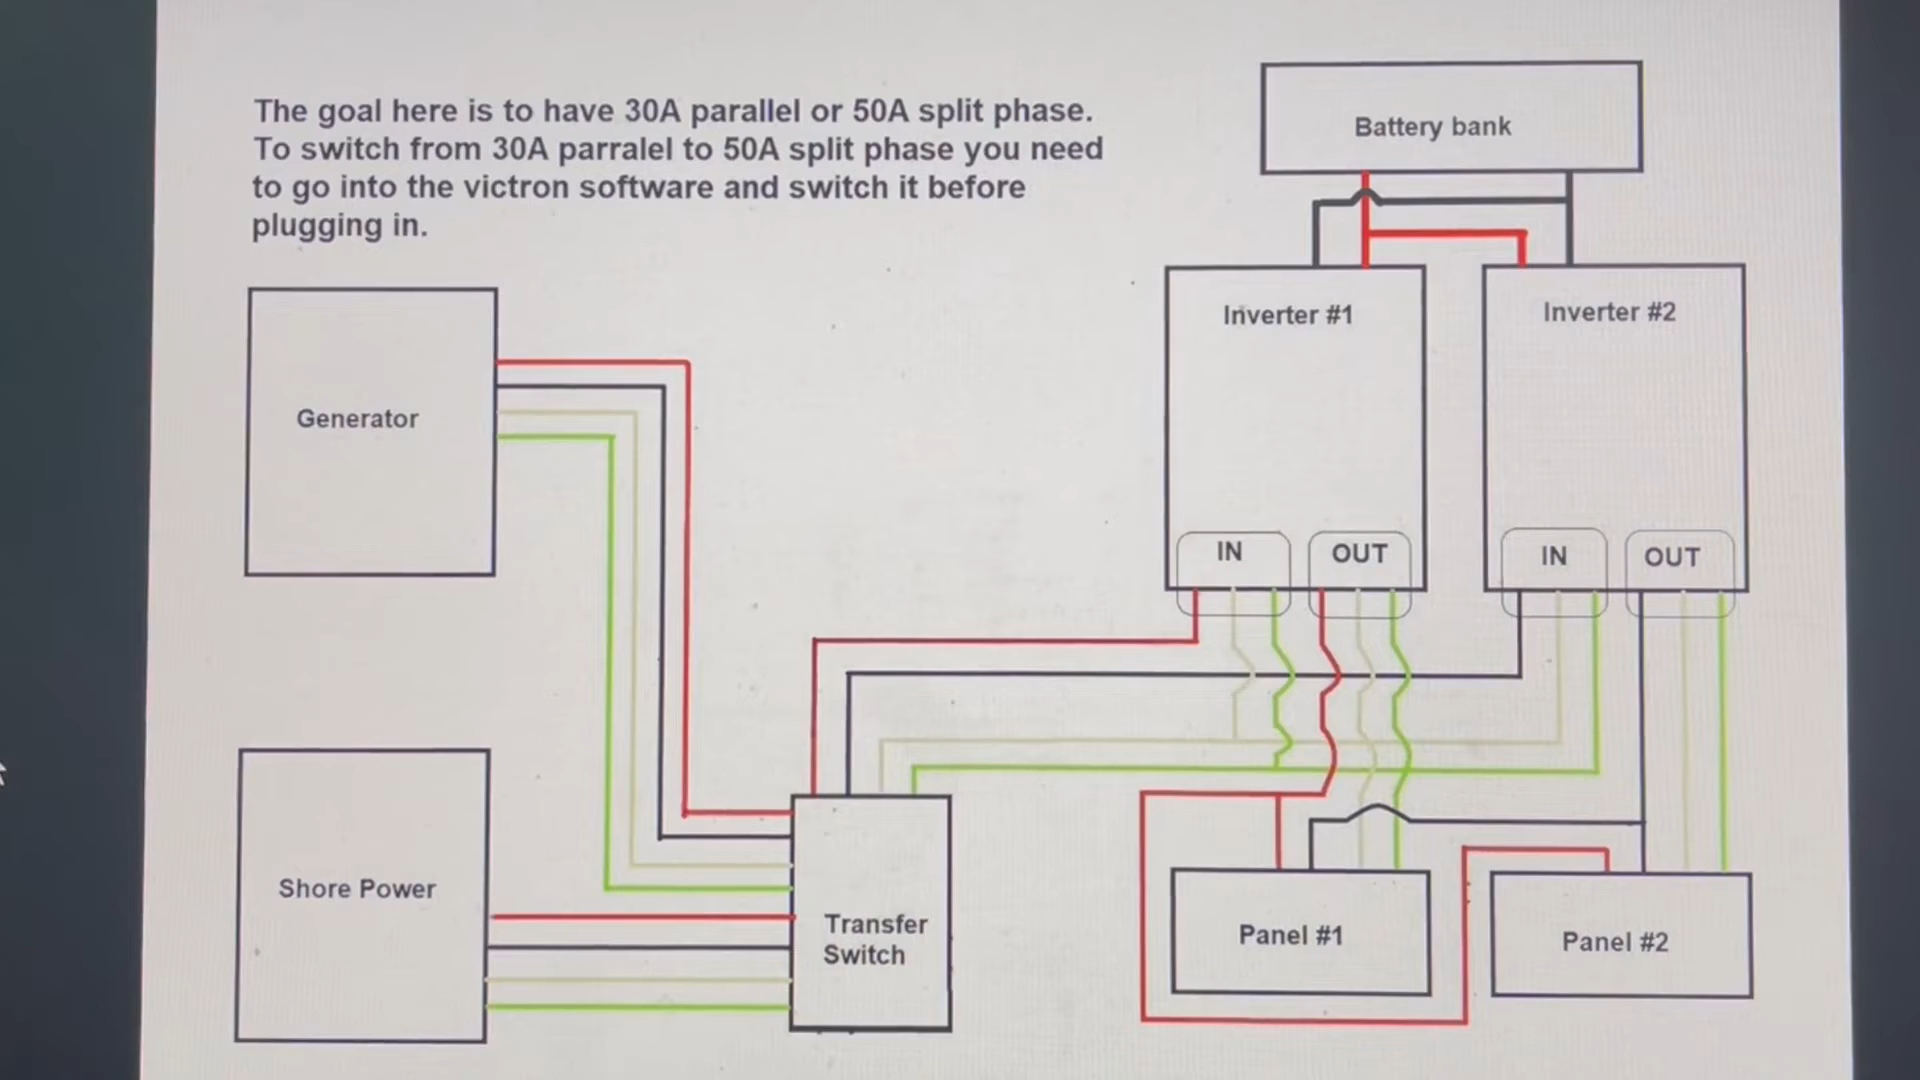 The goal here is to have 30A parallel or 50A split phase.
To switch from 30A parralel to 50A split phase you need
to go into the victron software and switch it before
plugging in.
Battery bank
Inverter #1
Inverter #2
Generator
IN
OUT
IN
OUT
Shore Power
Transfer
Switch
Panel #1
Panel #2